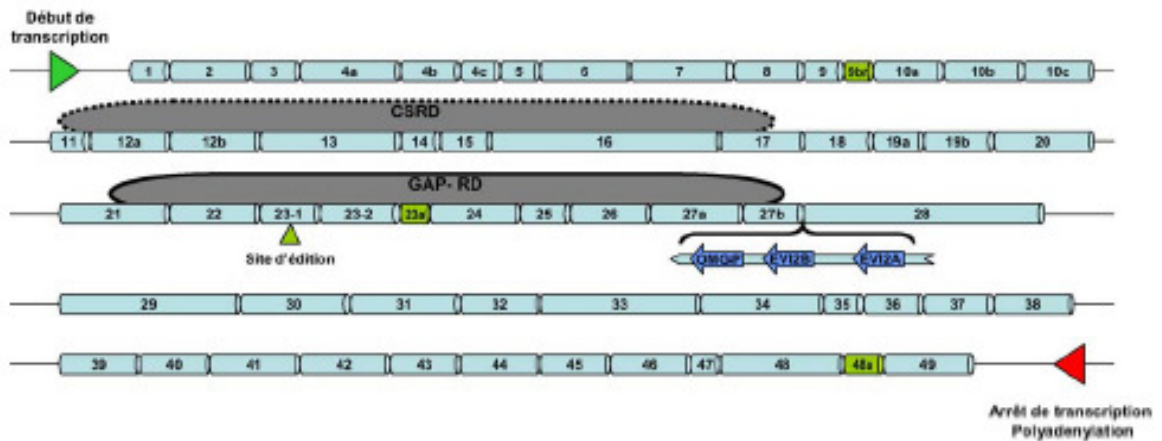 Début de
transcription
1 2 3 4a 4b 4c 5 6 7 8 9 9br 10a 10b 10c
CSRD
11 12a 12b 13 14 15 16 17 18 19a 19b 20
GAP- RD
21 22 23-1 23-2 23a 24 25 26 27a 27b 28
Site d'édition
OMGP EVI2B EVI2A
29 30 31 32 33 34 35 36 37 38
39 40 41 42 43 44 45 46 47 48 48a 49
Arrêt de transcription
Polyadenylation